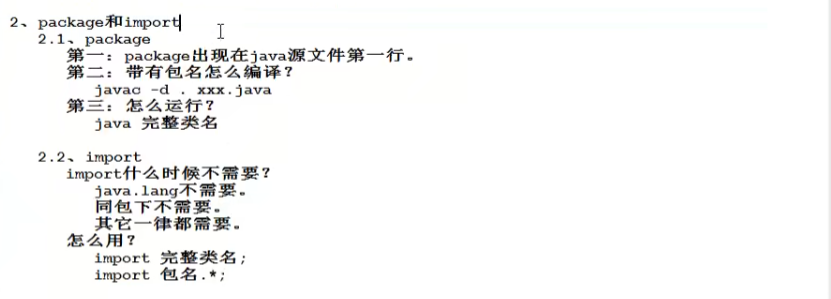 2、package和import
2.1、package
第一：package出现在java源文件第一行。
第二：带有包名怎么编译？
javac -d . xxx.java
第三：怎么运行？
java 完整类名
2.2、import
import什么时候不需要？
java.lang不需要。
同包下不需要。
其它一律都需要。
怎么用？
import 完整类名;
import 包名.*;